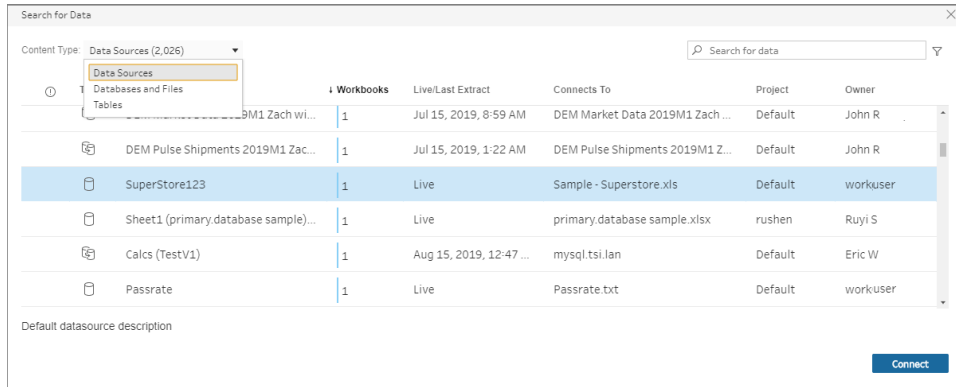 Search for Data
Content Type: Data Sources (2,026)
Search for data
Data Sources
Databases and Files
Tables
↓ Workbooks Live/Last Extract Connects To Project Owner
M1 Zach wi... 1 Jul 15, 2019, 8:59 AM DEM Market Data 2019M1 Zach ... Default John R
DEM Pulse Shipments 2019M1 Zac... 1 Jul 15, 2019, 1:22 AM DEM Pulse Shipments 2019M1 Z... Default John R
SuperStore123 1 Live Sample - Superstore.xls Default workuser
Sheet1 (primary.database sample)... 1 Live primary.database sample.xlsx rushen Ruyi S
Calcs (TestV1) 1 Aug 15, 2019, 12:47 ... mysql.tsi.lan Default Eric W
Passrate 1 Live Passrate.txt Default workuser
Default datasource description
Connect